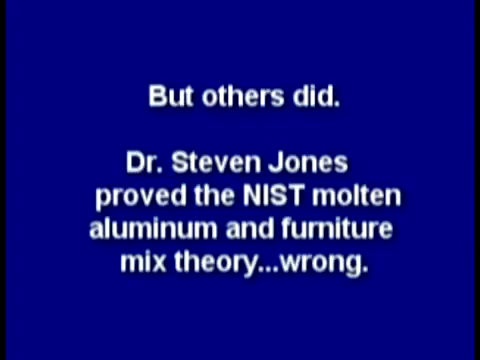 But others did.
Dr. Steven Jones
proved the NIST molten
aluminum and furniture
mix theory...wrong.